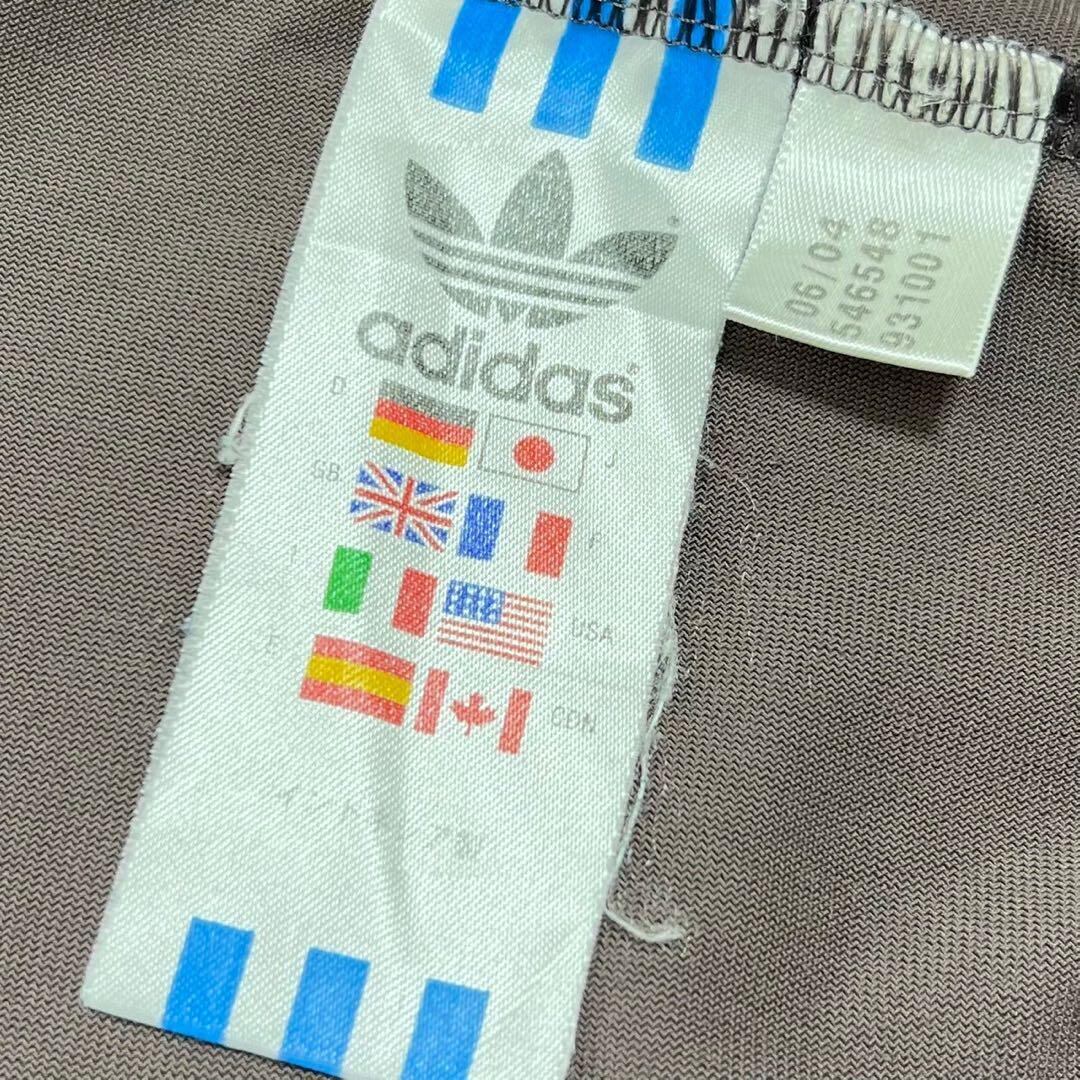 adidas
D
J
GB
F
I
USA
E
CDN
06/04
546548
931001